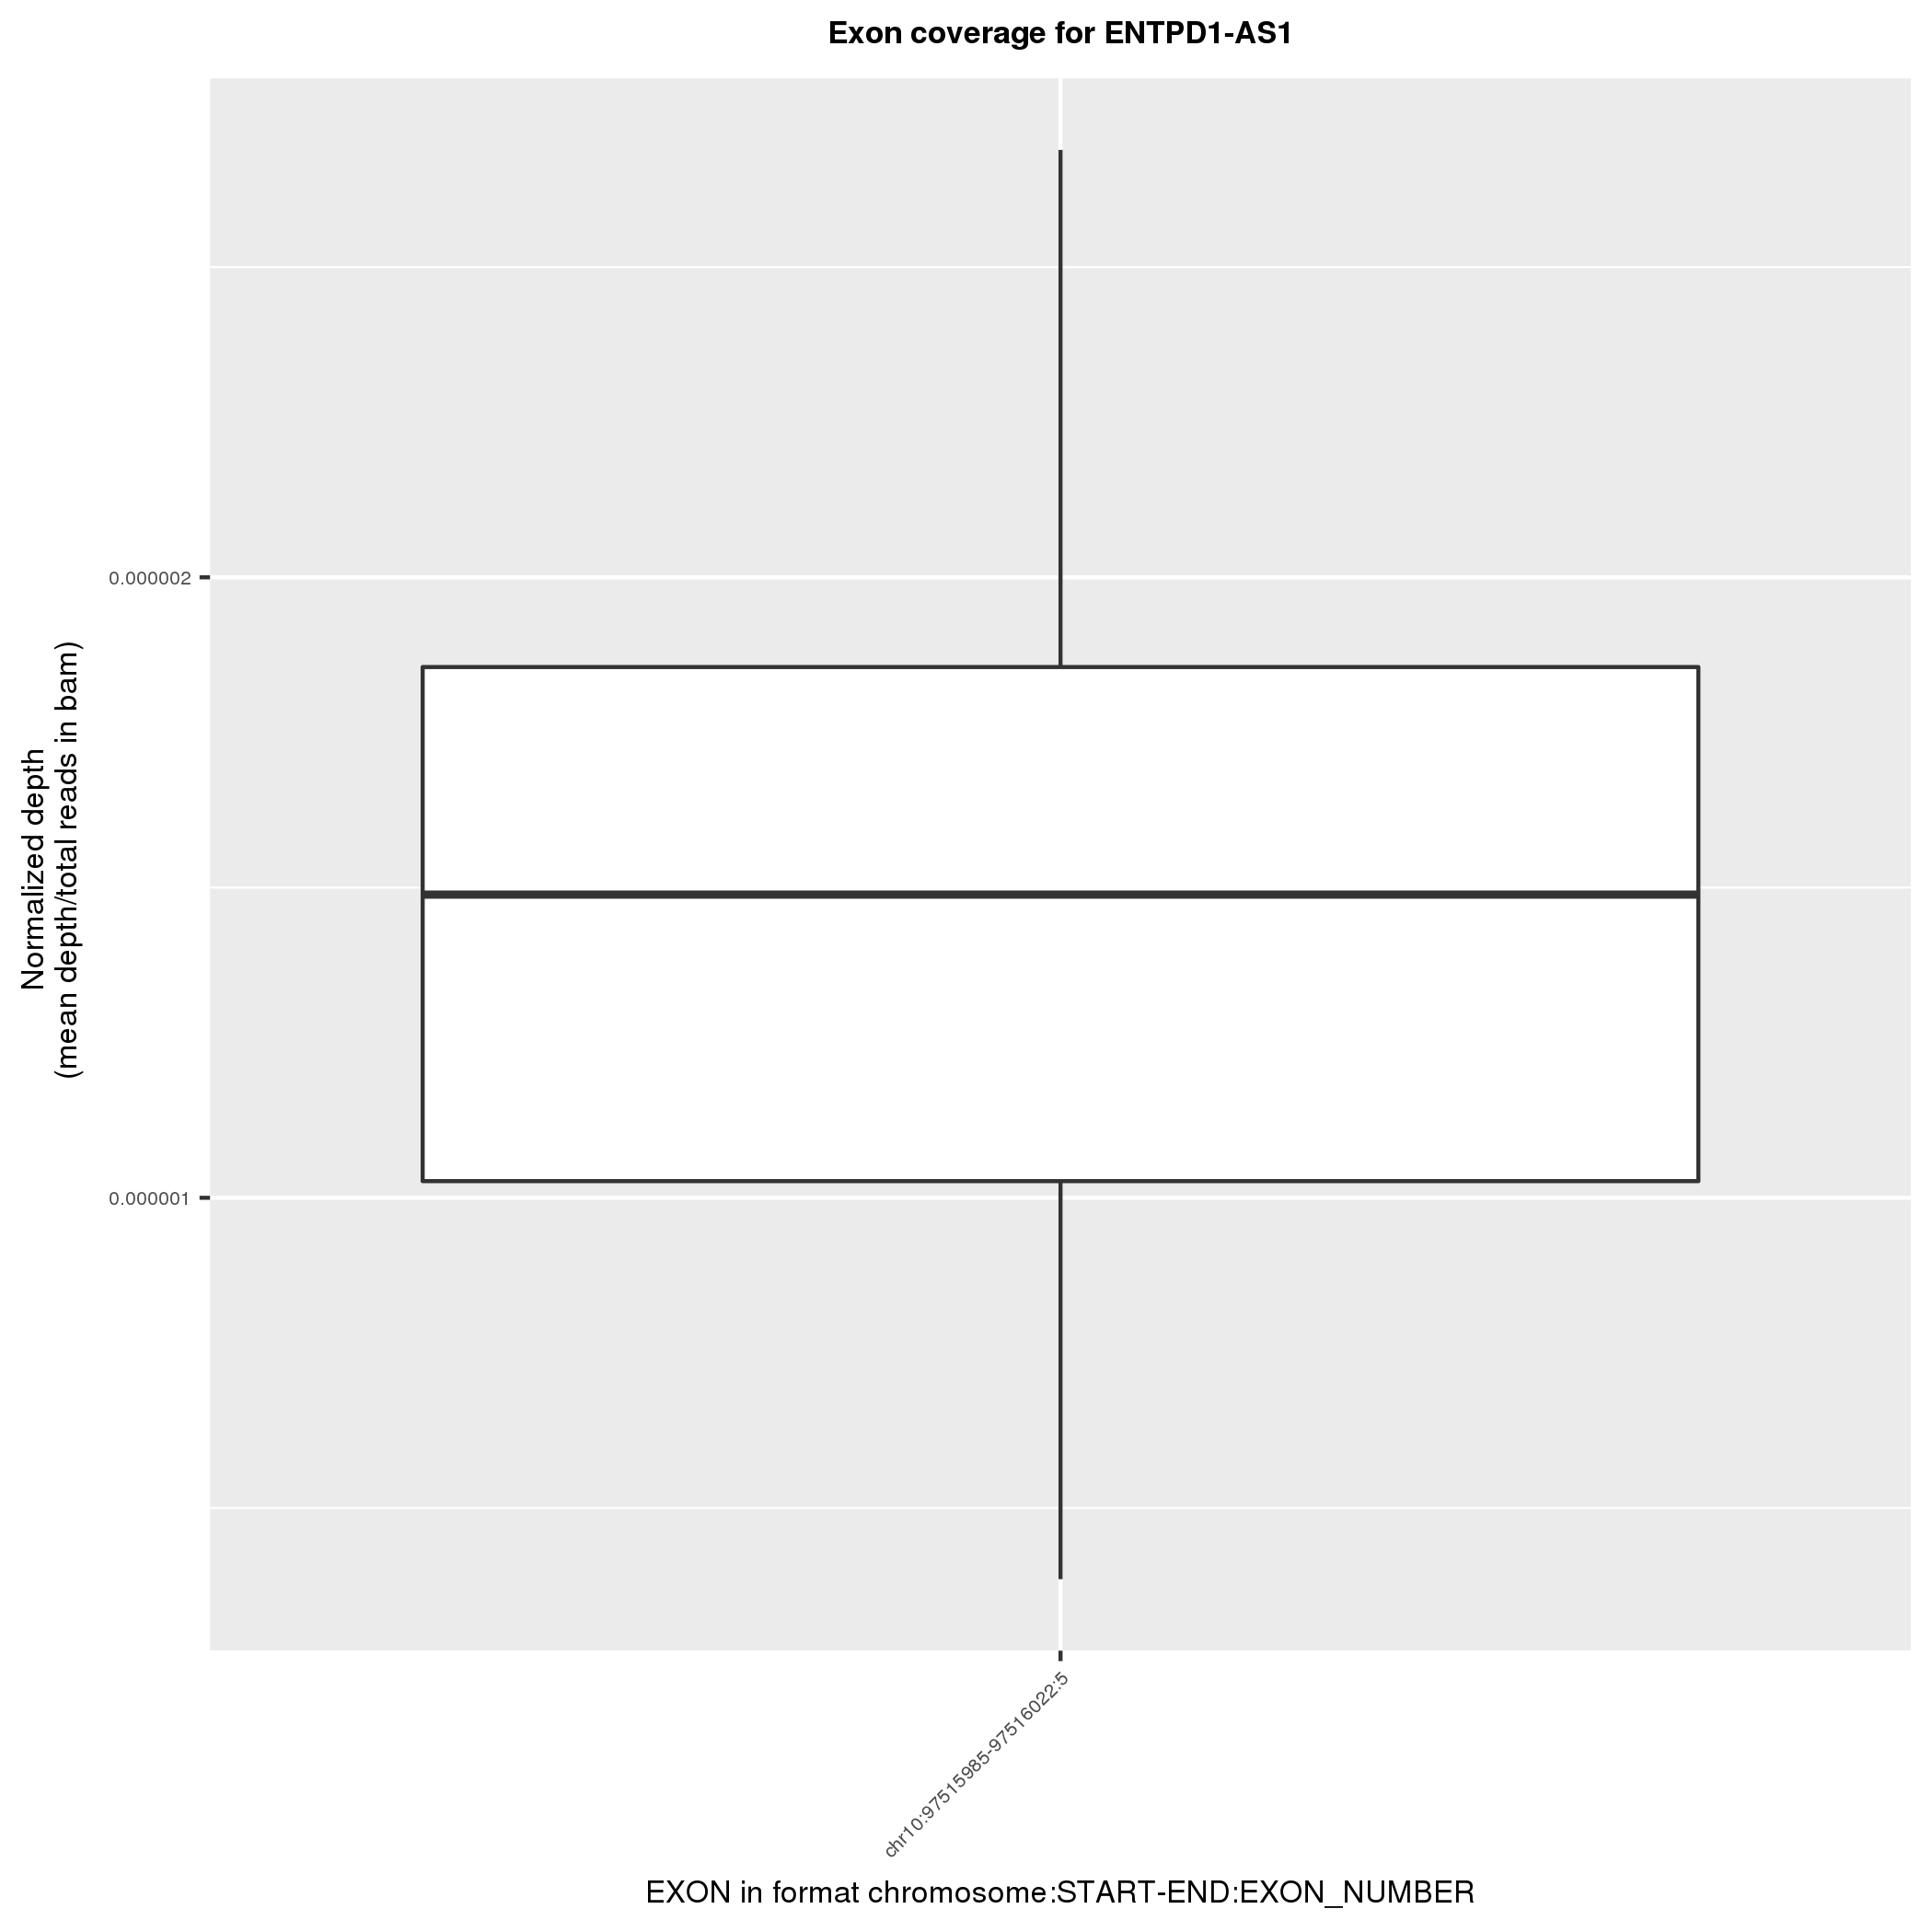 Exon coverage for ENTPD1-AS1
Normalized depth
(mean depth/total reads in bam)
0.000002
0.000001
chr10:97515985-97516022:5
EXON in format chromosome:START-END:EXON_NUMBER